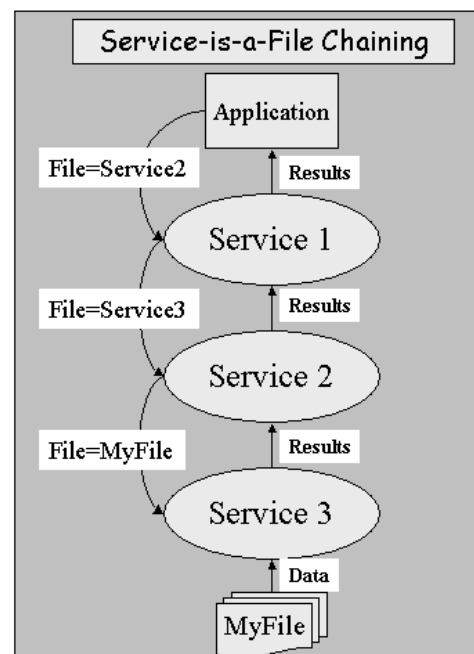 Service-is-a-File Chaining
Application
File=Service2
Results
Service 1
File=Service3
Results
Service 2
File=MyFile
Results
Service 3
Data
MyFile